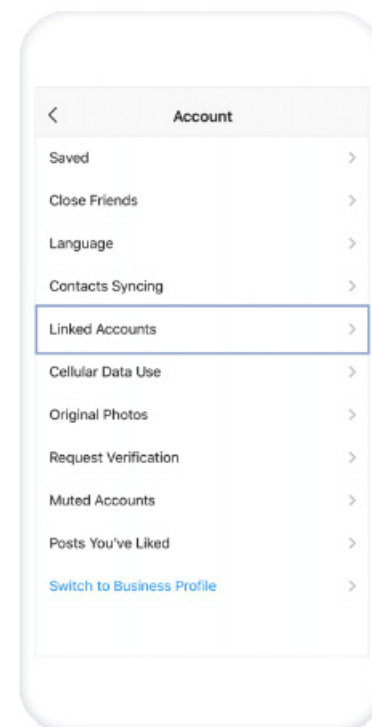 Account
Saved
Close Friends
Language
Contacts Syncing
Linked Accounts
Cellular Data Use
Original Photos
Request Verification
Muted Accounts
Posts You've Liked
Switch to Business Profile